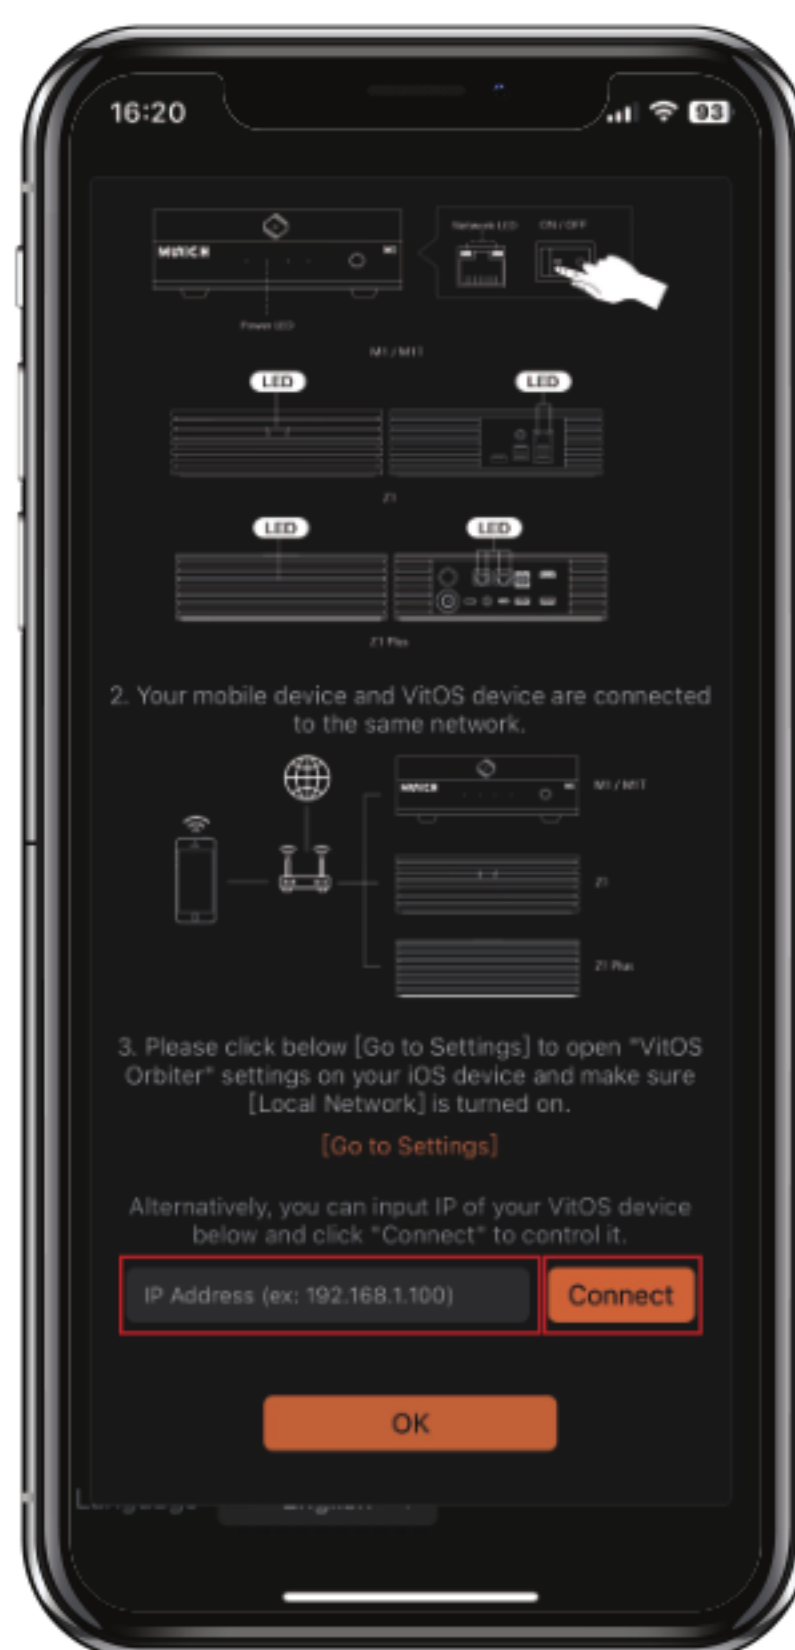 16:20
93
Network LED
ON / OFF
Power LED
M1 / M1T
LED
LED
Z1
LED
LED
Z1 Plus
2. Your mobile device and VitOS device are connected
to the same network.
M1 / M1T
Z1
Z1 Plus
3. Please click below [Go to Settings] to open "VitOS
Orbiter" settings on your iOS device and make sure
[Local Network] is turned on.
[Go to Settings]
Alternatively, you can input IP of your VitOS device
below and click "Connect" to control it.
IP Address (ex: 192.168.1.100)
Connect
OK
Language
English